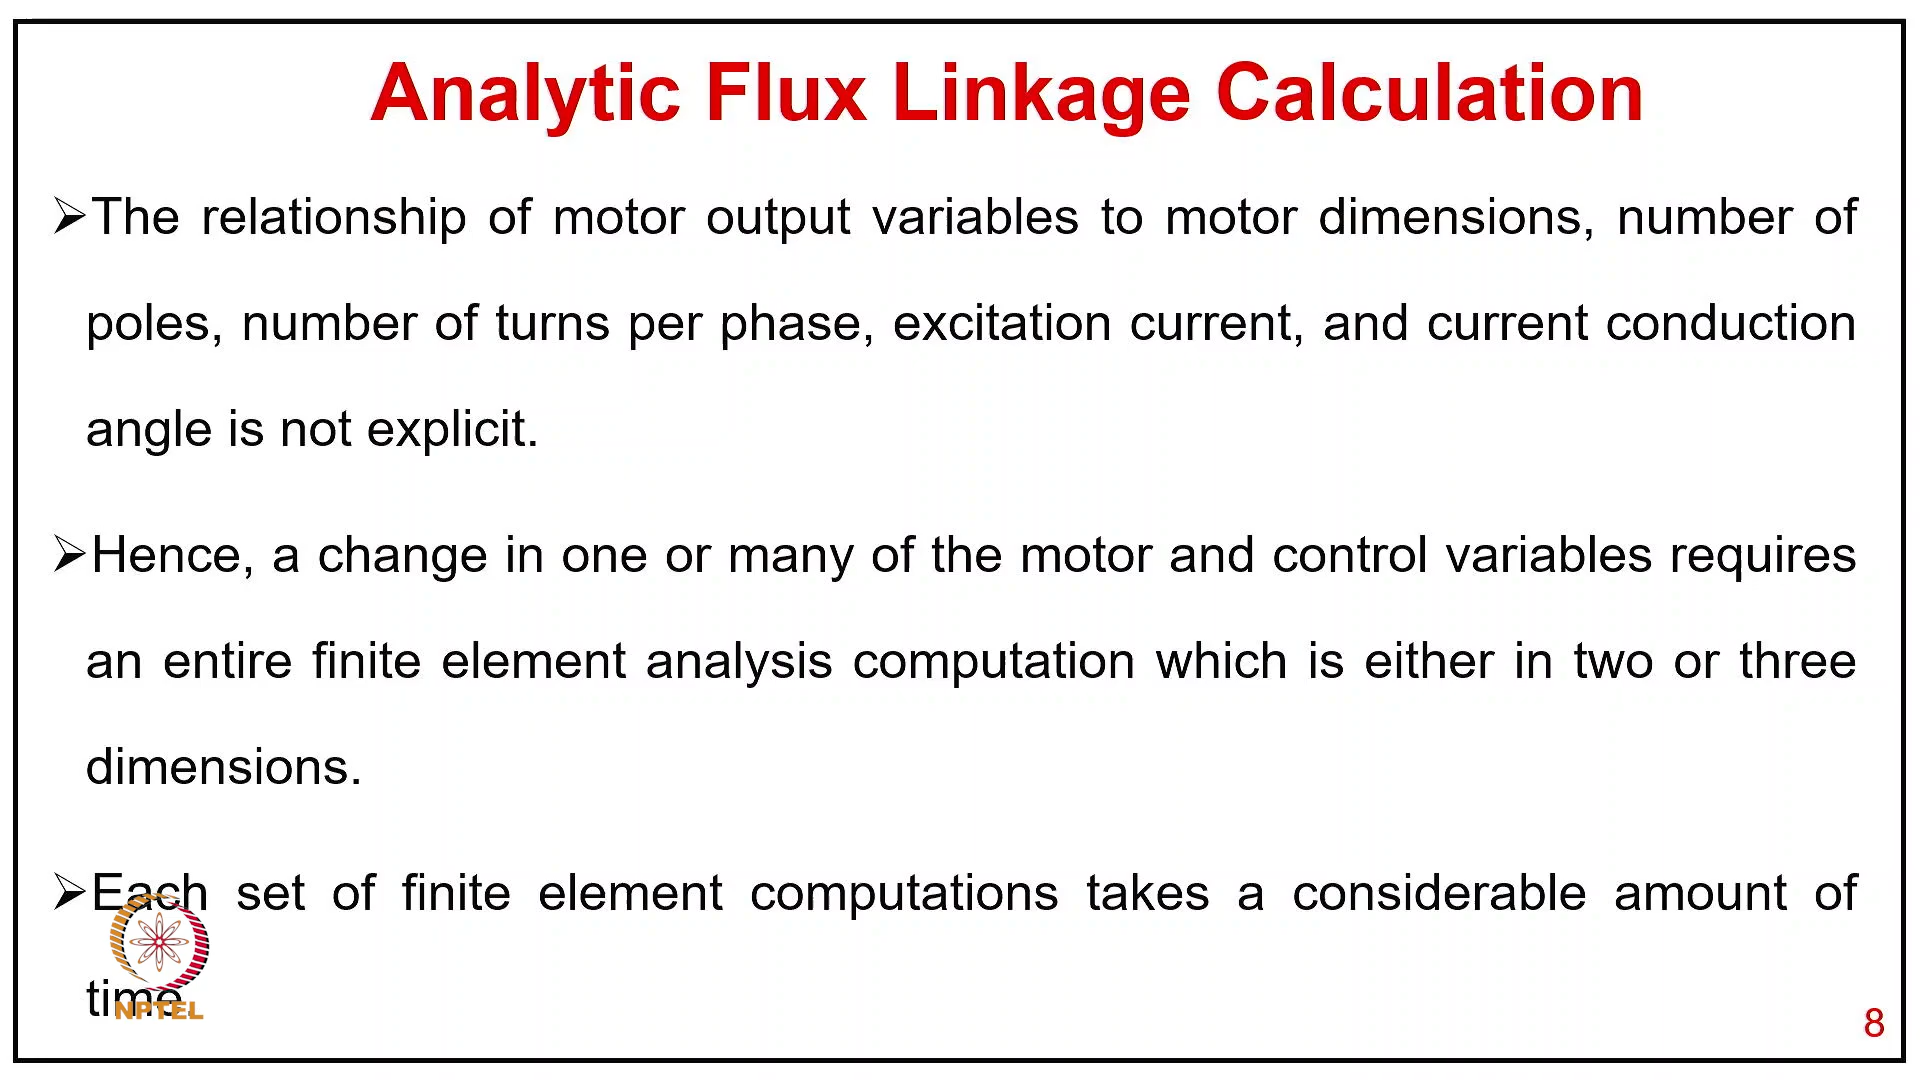 Analytic Flux Linkage Calculation
➢The relationship of motor output variables to motor dimensions, number of
poles, number of turns per phase, excitation current, and current conduction
angle is not explicit.
➢Hence, a change in one or many of the motor and control variables requires
an entire finite element analysis computation which is either in two or three
dimensions.
➢Each set of finite element computations takes a considerable amount of
time.
NPTEL
8